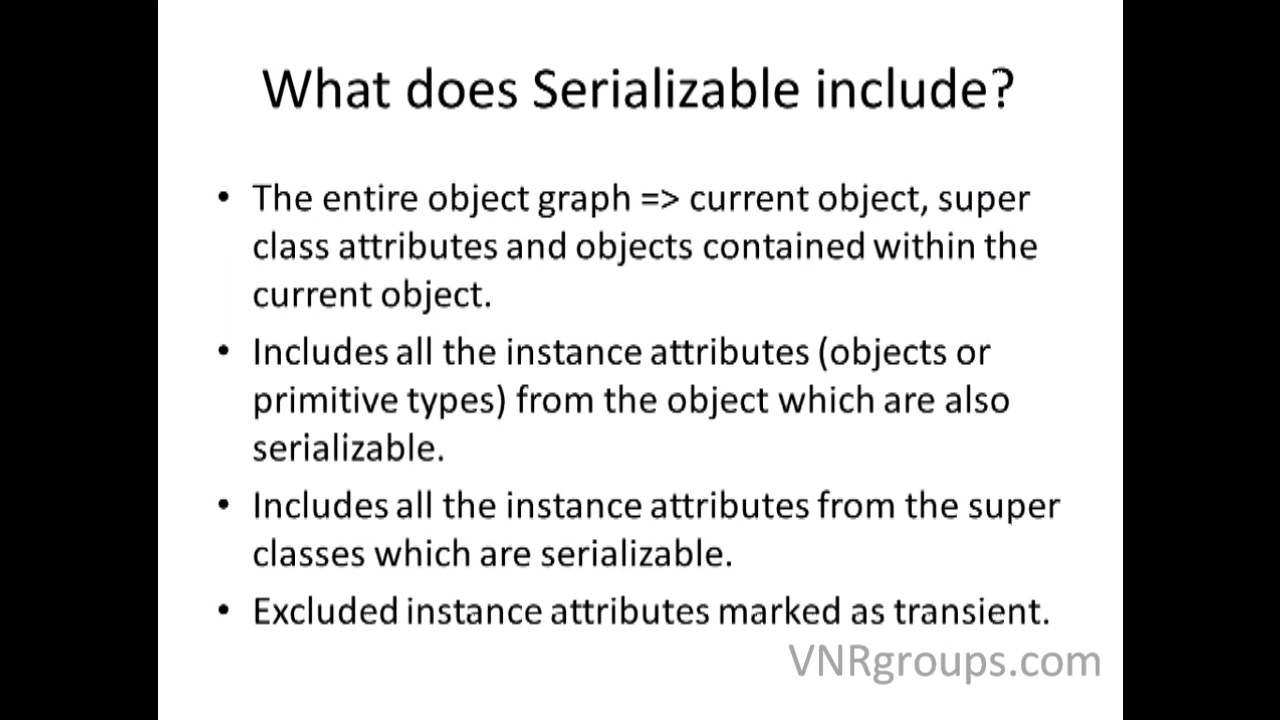 What does Serializable include?
• The entire object graph => current object, super
class attributes and objects contained within the
current object.
• Includes all the instance attributes (objects or
primitive types) from the object which are also
serializable.
• Includes all the instance attributes from the super
classes which are serializable.
• Excluded instance attributes marked as transient.
VNRgroups.com